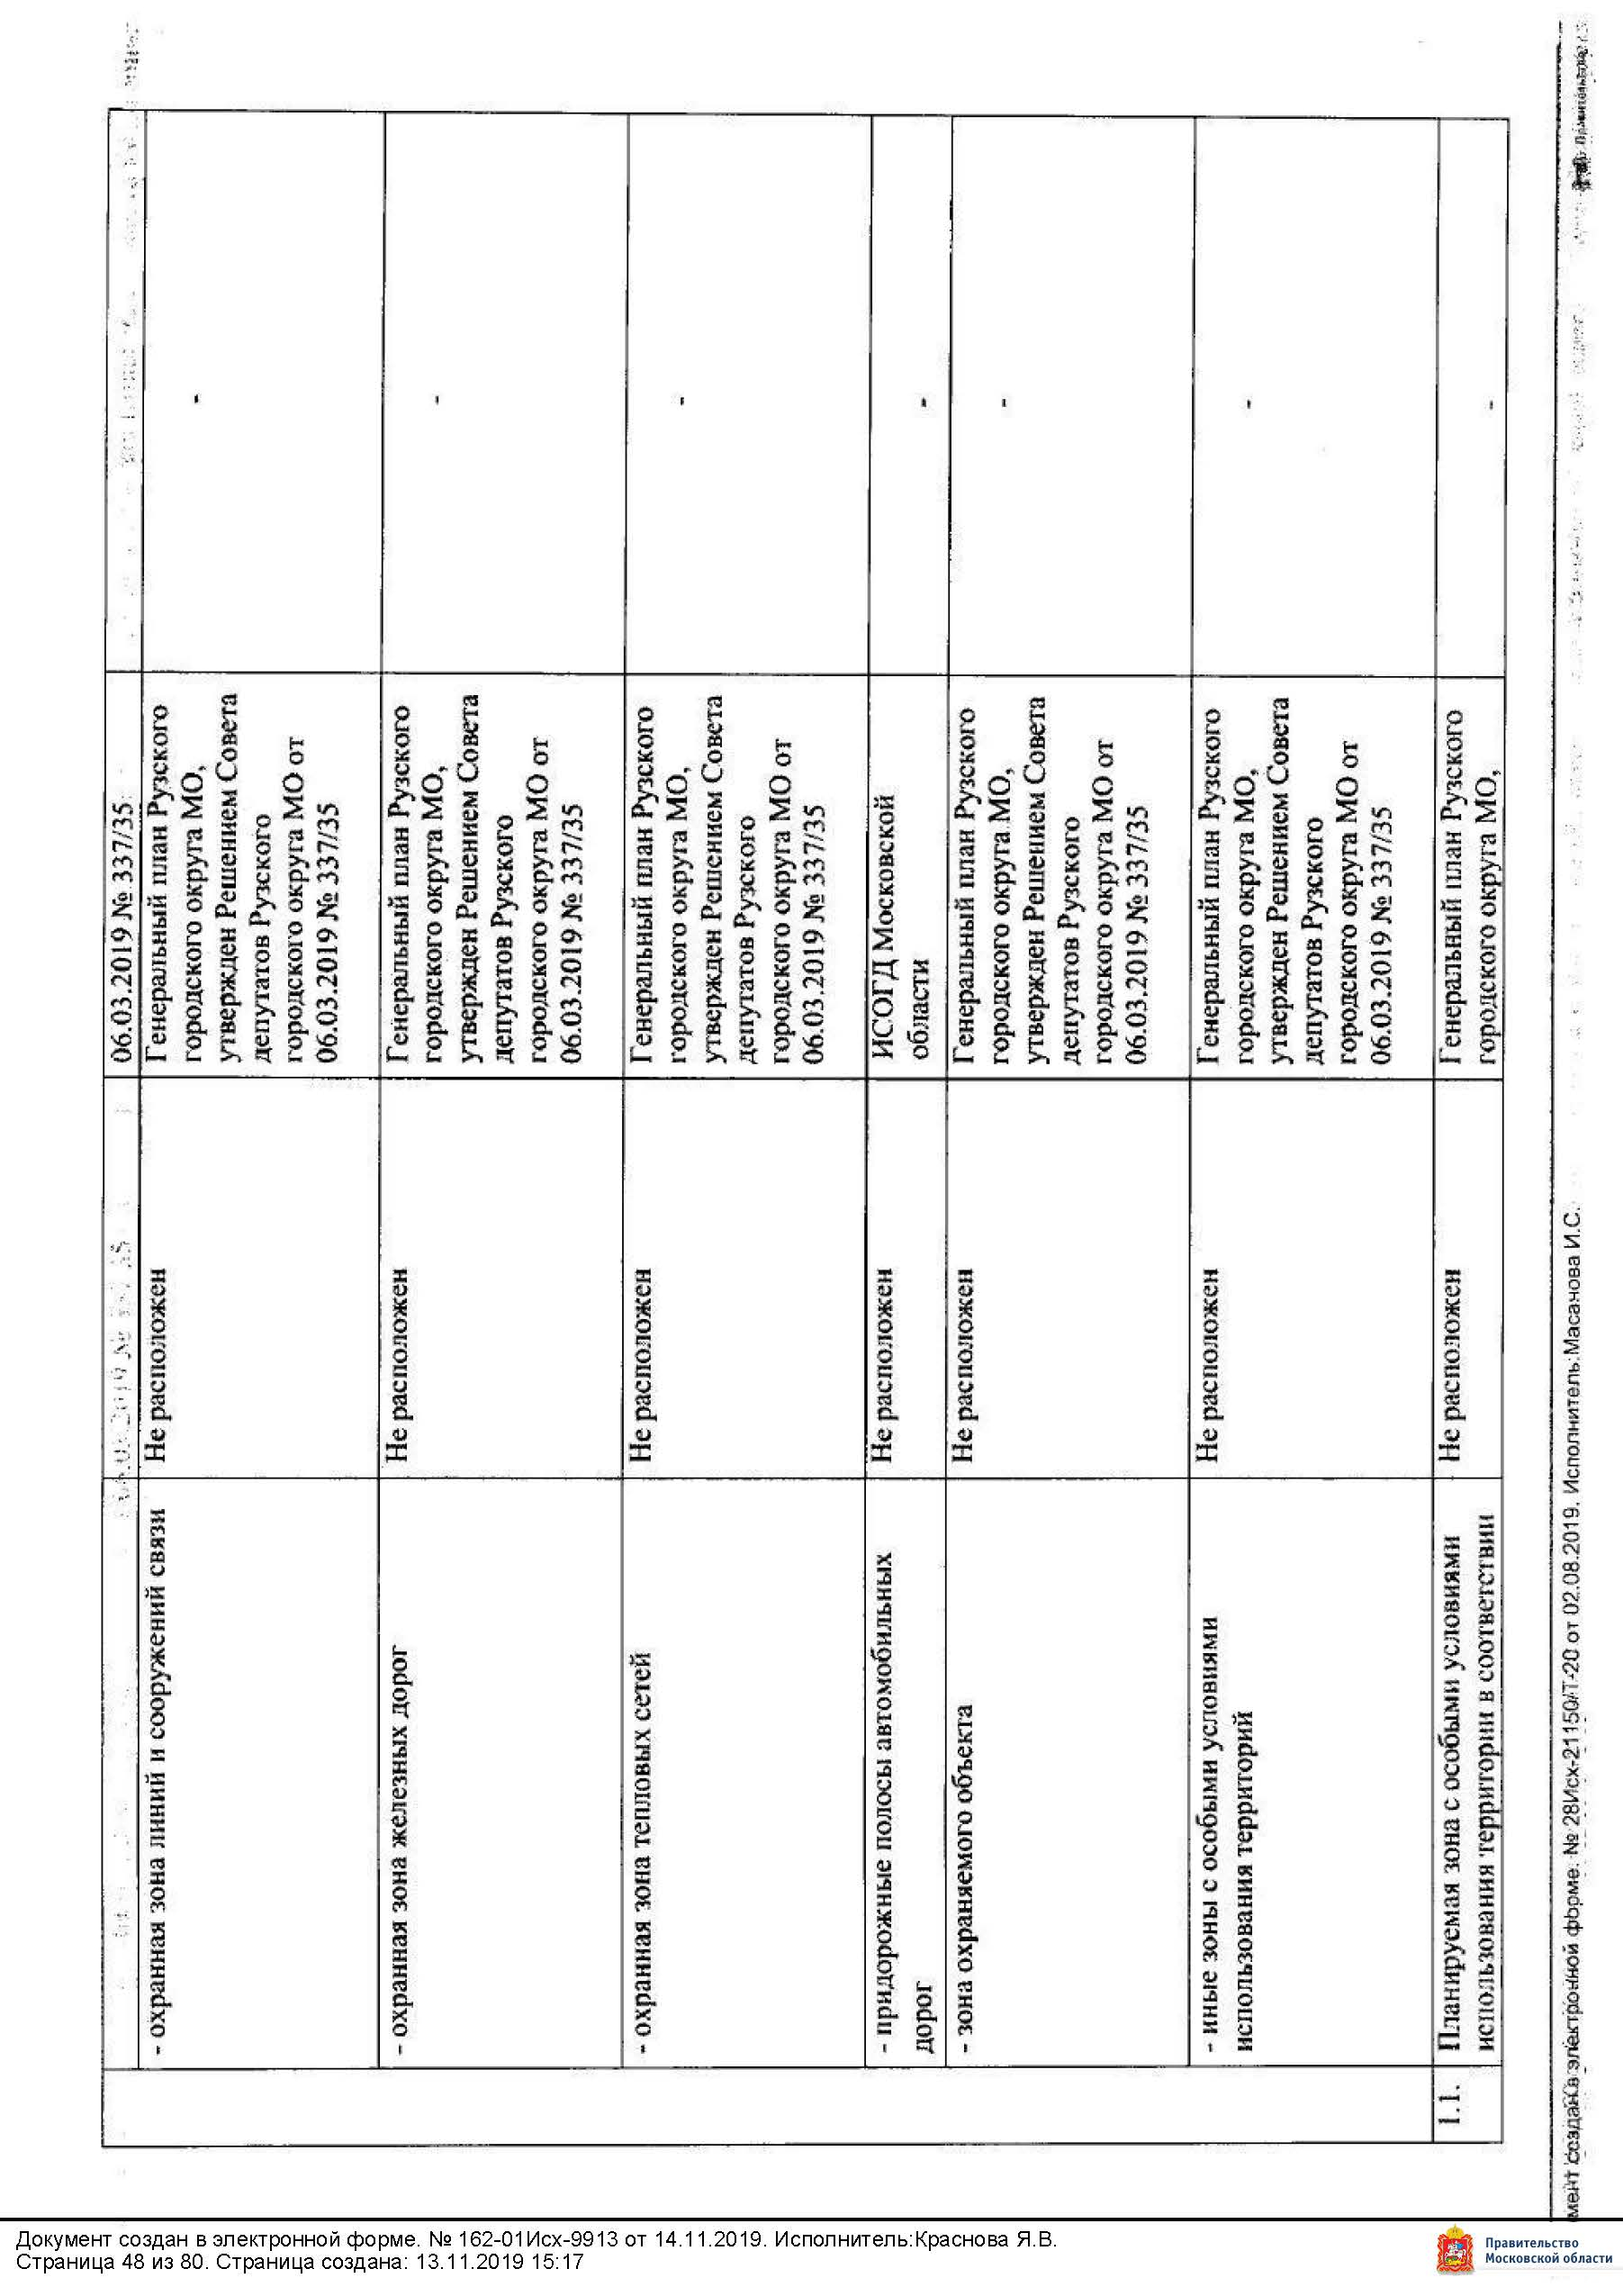 06.03.2019 № 337/35
- охранная зона линий и сооружений связи
Не расположен
Генеральный план Рузского
городского округа МО,
утвержден Решением Совета
депутатов Рузского
городского округа МО от
06.03.2019 № 337/35
-
- охранная зона железных дорог
Не расположен
Генеральный план Рузского
городского округа МО,
утвержден Решением Совета
депутатов Рузского
городского округа МО от
06.03.2019 № 337/35
-
- охранная зона тепловых сетей
Не расположен
Генеральный план Рузского
городского округа МО,
утвержден Решением Совета
депутатов Рузского
городского округа МО от
06.03.2019 № 337/35
-
- придорожные полосы автомобильных
дорог
Не расположен
ИСОГД Московской
области
-
- зона охраняемого объекта
Не расположен
Генеральный план Рузского
городского округа МО,
утвержден Решением Совета
депутатов Рузского
городского округа МО от
06.03.2019 № 337/35
-
- иные зоны с особыми условиями
использования территорий
Не расположен
Генеральный план Рузского
городского округа МО,
утвержден Решением Совета
депутатов Рузского
городского округа МО от
06.03.2019 № 337/35
-
1.1.
Планируемая зона с особыми условиями
использования территории в соответствии
Не расположен
Генеральный план Рузского
городского округа МО,
-
мент создан в электронной форме. № 28Исх-21150/Т-20 от 02.08.2019. Исполнитель:Масанова И.С.
Документ создан в электронной форме. № 162-01Исх-9913 от 14.11.2019. Исполнитель:Краснова Я.В.
Страница 48 из 80. Страница создана: 13.11.2019 15:17
Правительство
Московской области